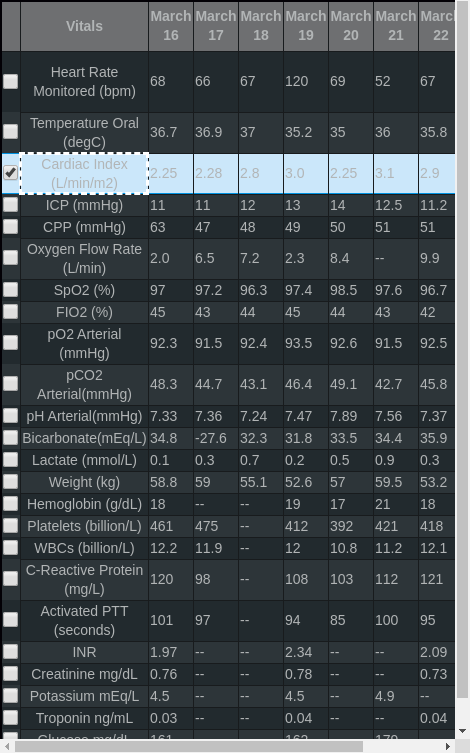 Vitals March 16 March 17 March 18 March 19 March 20 March 21 March 22
Heart Rate Monitored (bpm) 68 66 67 120 69 52 67
Temperature Oral (degC) 36.7 36.9 37 35.2 35 36 35.8
Cardiac Index (L/min/m2) 2.25 2.28 2.8 3.0 2.25 3.1 2.9
ICP (mmHg) 11 11 12 13 14 12.5 11.2
CPP (mmHg) 63 47 48 49 50 51 51
Oxygen Flow Rate (L/min) 2.0 6.5 7.2 2.3 8.4 -- 9.9
SpO2 (%) 97 97.2 96.3 97.4 98.5 97.6 96.7
FIO2 (%) 45 43 44 45 44 43 42
pO2 Arterial (mmHg) 92.3 91.5 92.4 93.5 92.6 91.5 92.5
pCO2 Arterial(mmHg) 48.3 44.7 43.1 46.4 49.1 42.7 45.8
pH Arterial(mmHg) 7.33 7.36 7.24 7.47 7.89 7.56 7.37
Bicarbonate(mEq/L) 34.8 -27.6 32.3 31.8 33.5 34.4 35.9
Lactate (mmol/L) 0.1 0.3 0.7 0.2 0.5 0.9 0.3
Weight (kg) 58.8 59 55.1 52.6 57 59.5 53.2
Hemoglobin (g/dL) 18 -- -- 19 17 21 18
Platelets (billion/L) 461 475 -- 412 392 421 418
WBCs (billion/L) 12.2 11.9 -- 12 10.8 11.2 12.1
C-Reactive Protein (mg/L) 120 98 -- 108 103 112 121
Activated PTT (seconds) 101 97 -- 94 85 100 95
INR 1.97 -- -- 2.34 -- -- 2.09
Creatinine mg/dL 0.76 -- -- 0.78 -- -- 0.73
Potassium mEq/L 4.5 -- -- 4.5 -- 4.9 --
Troponin ng/mL 0.03 -- -- 0.04 -- -- 0.04
Glucose mg/dL 161 -- -- 162 -- 170 --